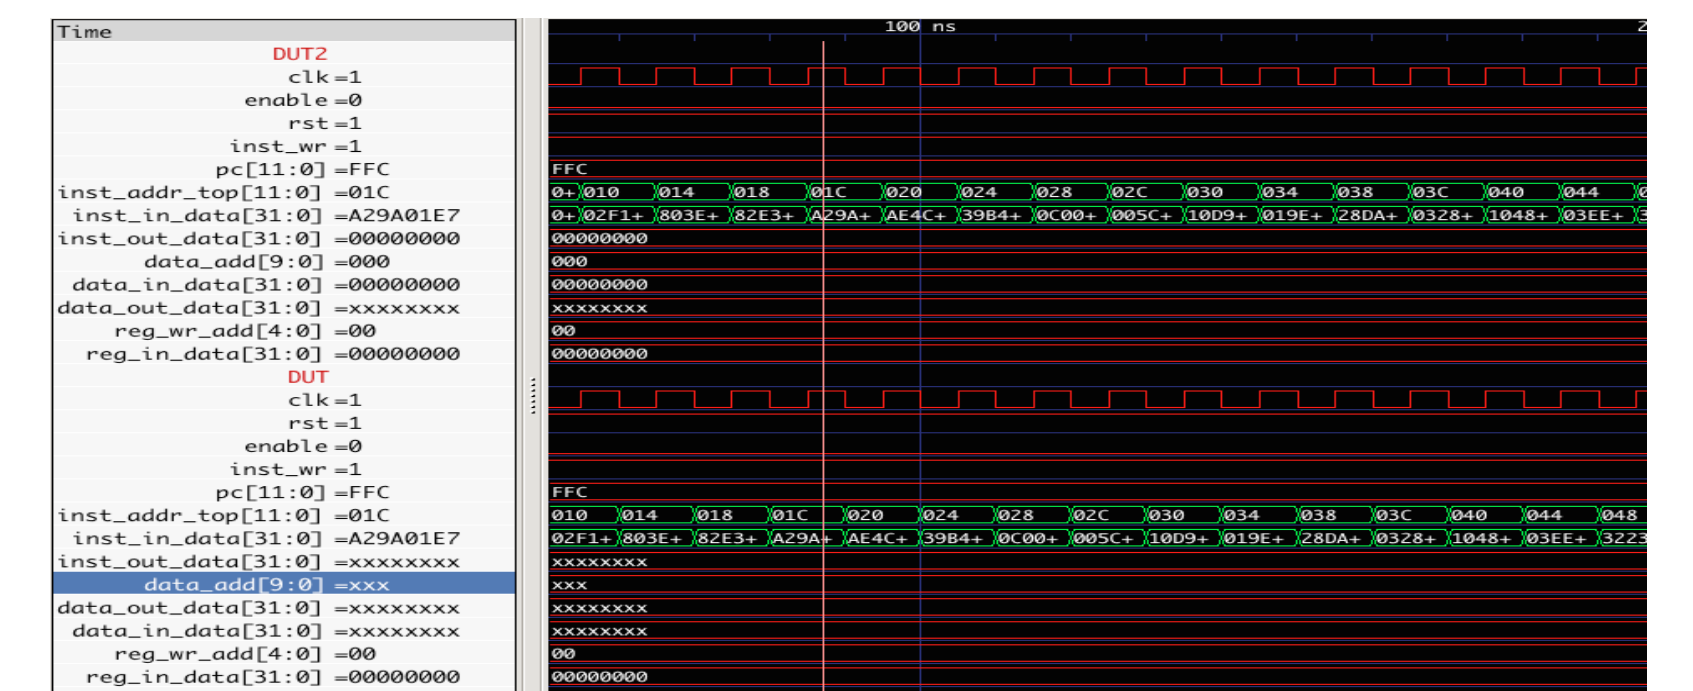 Time 100 ns 2
DUT2
clk =1
enable =0
rst =1
inst_wr =1
pc[11:0] =FFC FFC
inst_addr_top[11:0] =01C 0+ 010 014 018 01C 020 024 028 02C 030 034 038 03C 040 044 0
inst_in_data[31:0] =A29A01E7 0+ 02F1+ 803E+ 82E3+ A29A+ AE4C+ 39B4+ 0C00+ 005C+ 10D9+ 019E+ 28DA+ 0328+ 1048+ 03EE+ 3
inst_out_data[31:0] =00000000 00000000
data_add[9:0] =000 000
data_in_data[31:0] =00000000 00000000
data_out_data[31:0] =xxxxxxxx xxxxxxxx
reg_wr_add[4:0] =00 00
reg_in_data[31:0] =00000000 00000000
DUT
clk =1
rst =1
enable =0
inst_wr =1
pc[11:0] =FFC FFC
inst_addr_top[11:0] =01C 010 014 018 01C 020 024 028 02C 030 034 038 03C 040 044 048
inst_in_data[31:0] =A29A01E7 02F1+ 803E+ 82E3+ A29A+ AE4C+ 39B4+ 0C00+ 005C+ 10D9+ 019E+ 28DA+ 0328+ 1048+ 03EE+ 3223
inst_out_data[31:0] =xxxxxxxx xxxxxxxx
data_add[9:0] =xxx xxx
data_out_data[31:0] =xxxxxxxx xxxxxxxx
data_in_data[31:0] =xxxxxxxx xxxxxxxx
reg_wr_add[4:0] =00 00
reg_in_data[31:0] =00000000 00000000